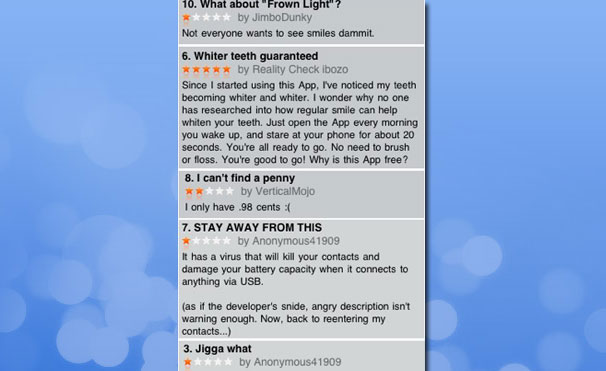 10. What about "Frown Light"?
by JimboDunky
Not everyone wants to see smiles dammit.
6. Whiter teeth guaranteed
by Reality Check ibozo
Since I started using this App, I've noticed my teeth
becoming whiter and whiter. I wonder why no one
has researched into how regular smile can help
whiten your teeth. Just open the App every morning
you wake up, and stare at your phone for about 20
seconds. You're all ready to go. No need to brush
or floss. You're good to go! Why is this App free?
8. I can't find a penny
by VerticalMojo
I only have .98 cents :(
7. STAY AWAY FROM THIS
by Anonymous41909
It has a virus that will kill your contacts and
damage your battery capacity when it connects to
anything via USB.
(as if the developer's snide, angry description isn't
warning enough. Now, back to reentering my
contacts...)
3. Jigga what
by Anonymous41909